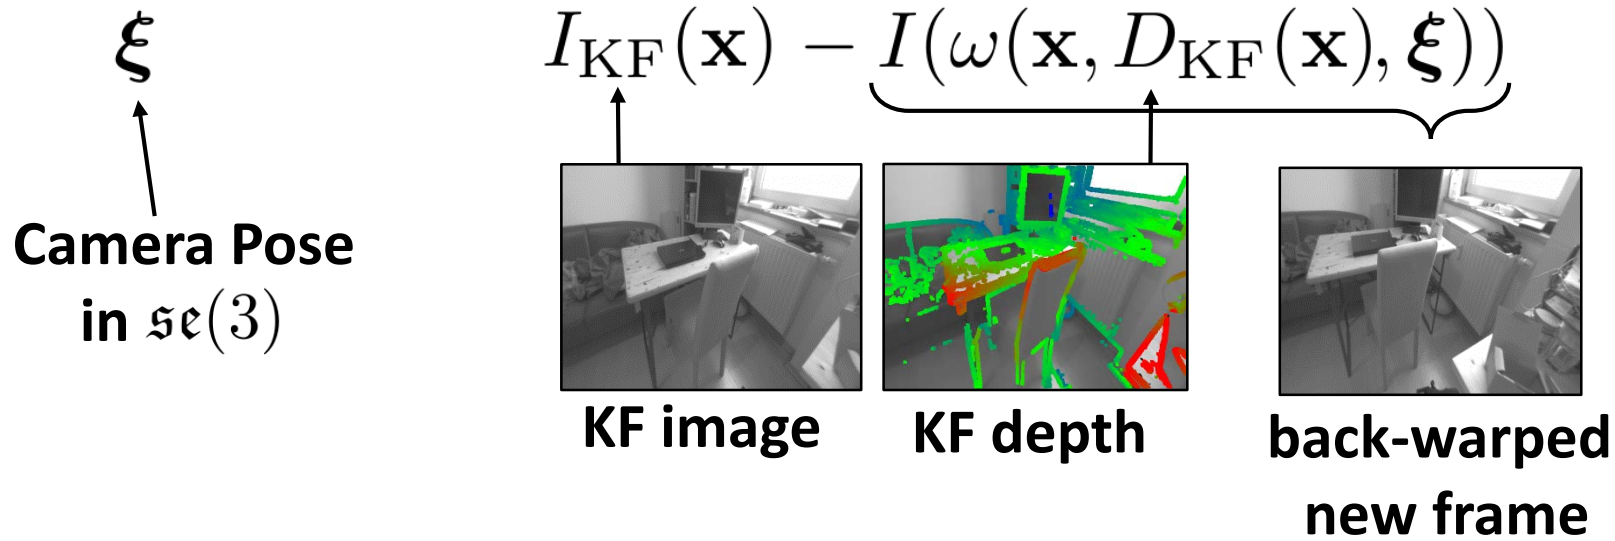 ξ
I_KF(x) − I(ω(x, D_KF(x), ξ))
Camera Pose
in 𝔰𝔢(3)
KF image
KF depth
back-warped
new frame